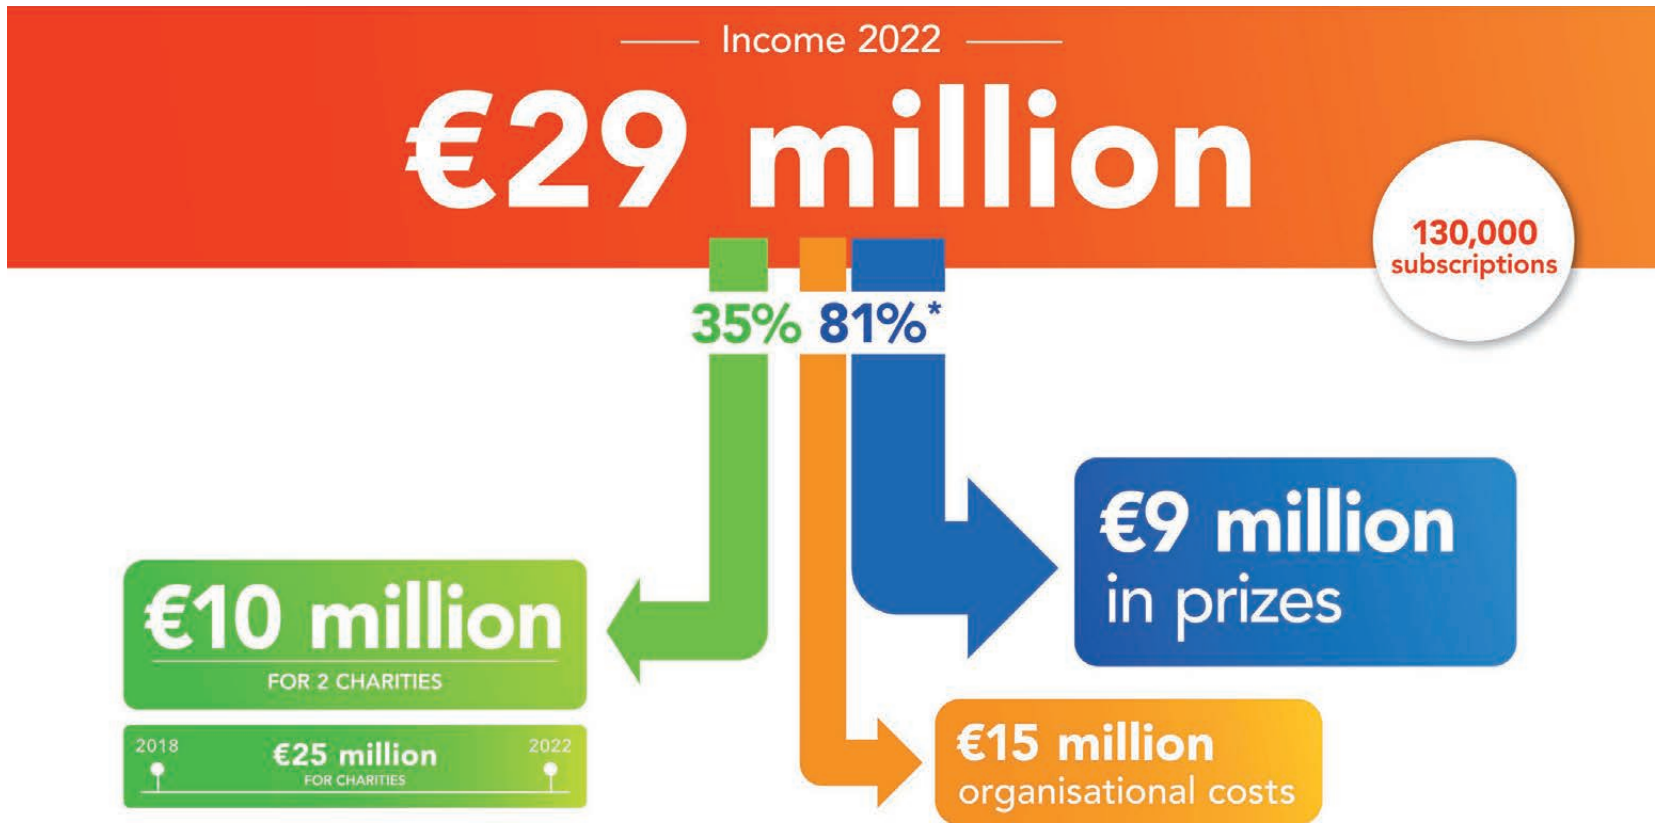 Income 2022
€29 million
130,000
subscriptions
35% 81%*
€9 million
in prizes
€10 million
FOR 2 CHARITIES
€15 million
organisational costs
2018 €25 million 2022
FOR CHARITIES